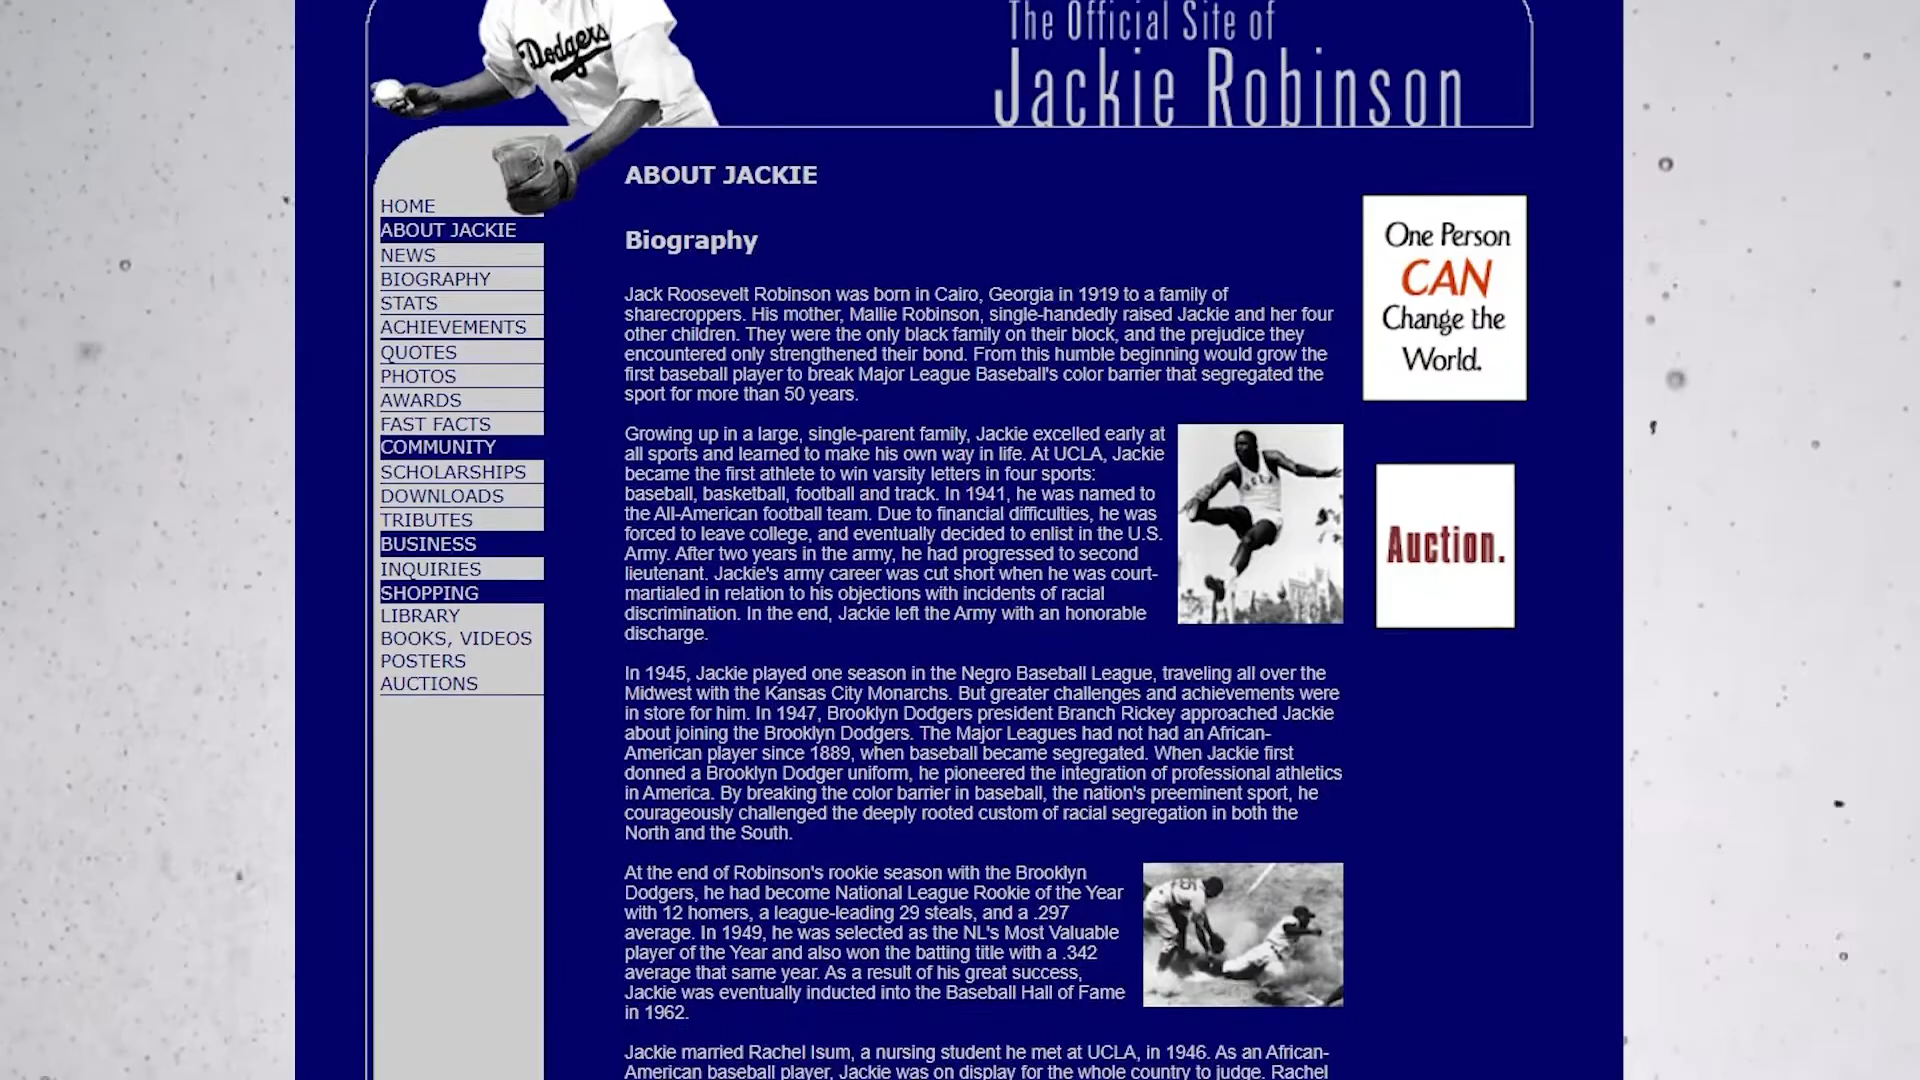 The Official Site of
Jackie Robinson
Dodgers
HOME
ABOUT JACKIE
NEWS
BIOGRAPHY
STATS
ACHIEVEMENTS
QUOTES
PHOTOS
AWARDS
FAST FACTS
COMMUNITY
SCHOLARSHIPS
DOWNLOADS
TRIBUTES
BUSINESS
INQUIRIES
SHOPPING
LIBRARY
BOOKS, VIDEOS
POSTERS
AUCTIONS
ABOUT JACKIE
Biography
Jack Roosevelt Robinson was born in Cairo, Georgia in 1919 to a family of
sharecroppers. His mother, Mallie Robinson, single-handedly raised Jackie and her four
other children. They were the only black family on their block, and the prejudice they
encountered only strengthened their bond. From this humble beginning would grow the
first baseball player to break Major League Baseball's color barrier that segregated the
sport for more than 50 years.
Growing up in a large, single-parent family, Jackie excelled early at
all sports and learned to make his own way in life. At UCLA, Jackie
became the first athlete to win varsity letters in four sports:
baseball, basketball, football and track. In 1941, he was named to
the All-American football team. Due to financial difficulties, he was
forced to leave college, and eventually decided to enlist in the U.S.
Army. After two years in the army, he had progressed to second
lieutenant. Jackie's army career was cut short when he was court-
martialed in relation to his objections with incidents of racial
discrimination. In the end, Jackie left the Army with an honorable
discharge.
In 1945, Jackie played one season in the Negro Baseball League, traveling all over the
Midwest with the Kansas City Monarchs. But greater challenges and achievements were
in store for him. In 1947, Brooklyn Dodgers president Branch Rickey approached Jackie
about joining the Brooklyn Dodgers. The Major Leagues had not had an African-
American player since 1889, when baseball became segregated. When Jackie first
donned a Brooklyn Dodger uniform, he pioneered the integration of professional athletics
in America. By breaking the color barrier in baseball, the nation's preeminent sport, he
courageously challenged the deeply rooted custom of racial segregation in both the
North and the South.
At the end of Robinson's rookie season with the Brooklyn
Dodgers, he had become National League Rookie of the Year
with 12 homers, a league-leading 29 steals, and a .297
average. In 1949, he was selected as the NL's Most Valuable
player of the Year and also won the batting title with a .342
average that same year. As a result of his great success,
Jackie was eventually inducted into the Baseball Hall of Fame
in 1962.
Jackie married Rachel Isum, a nursing student he met at UCLA, in 1946. As an African-
American baseball player, Jackie was on display for the whole country to judge. Rachel
One Person
CAN
Change the
World.
Auction.